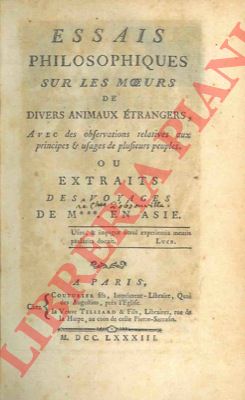 ESSAIS
PHILOSOPHIQUES
SUR LES MŒURS
DE
DIVERS ANIMAUX ÉTRANGERS,
AVEC des observations relatives aux
principes & usages de plusieurs peuples,
OU
EXTRAITS
DES VOYAGES
DE M*** EN ASIE.
Usus, & impigræ simul experientia mentis
paulatim docuit. LUCR.
A PARIS,
Chez
COUTURIER fils, Imprimeur-Libraire, Quai
des Augustins, près l'Eglise.
la Veuve TILLIARD & Fils, Libraires, rue de
la Harpe, au coin de celle Pierre-Sarrasin.
M. DCC. LXXXIII.
LIBRERIA PIANI